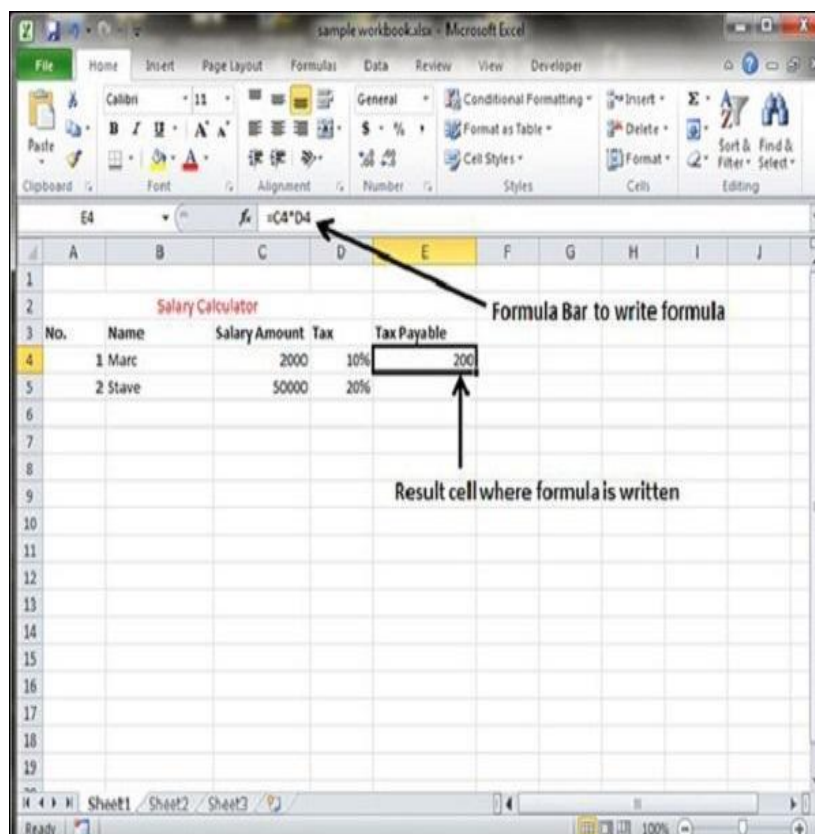 sample workbook.xlsx - Microsoft Excel
File Home Insert Page Layout Formulas Data Review View Developer
Calibri 11 General Conditional Formatting Insert Σ
Paste B I U A A $ % , Format as Table Delete Sort & Find &
A Cell Styles Format Filter Select
Clipboard Font Alignment Number Styles Cells Editing
E4 fx =C4*D4
A B C D E F G H I J
1
2 Salary Calculator Formula Bar to write formula
3 No. Name Salary Amount Tax Tax Payable
4 1 Marc 2000 10% 200
5 2 Stave 50000 20%
6
7
8
9 Result cell where formula is written
10
11
12
13
14
15
16
17
18
19
Sheet1 Sheet2 Sheet3
Ready 100%